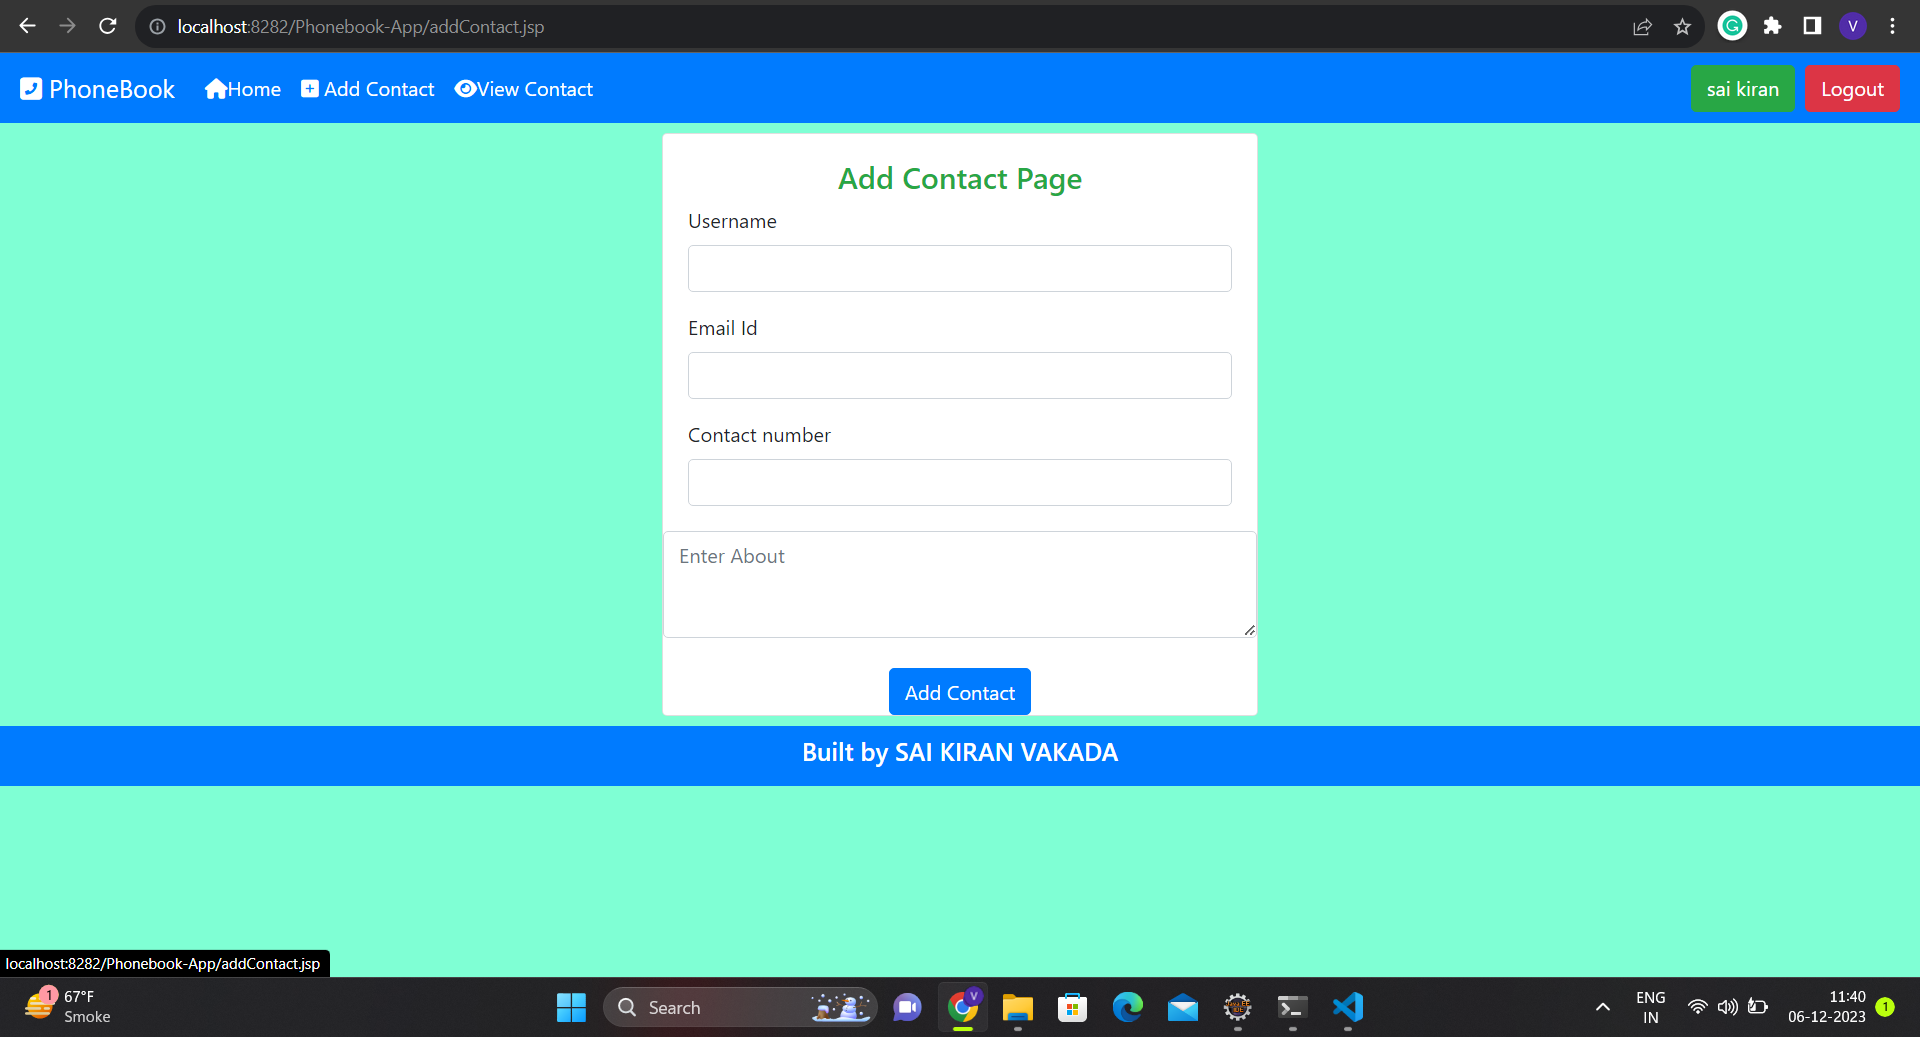 localhost:8282/Phonebook-App/addContact.jsp
V
PhoneBook Home Add Contact View Contact sai kiran Logout
Add Contact Page
Username
Email Id
Contact number
Enter About
Add Contact
Built by SAI KIRAN VAKADA
localhost:8282/Phonebook-App/addContact.jsp
1
67°F
Smoke
Search
V
ENG
IN
11:40
06-12-2023
1